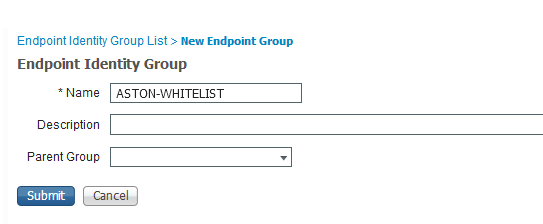 Endpoint Identity Group List > New Endpoint Group
Endpoint Identity Group
* Name ASTON-WHITELIST
Description
Parent Group
Submit Cancel